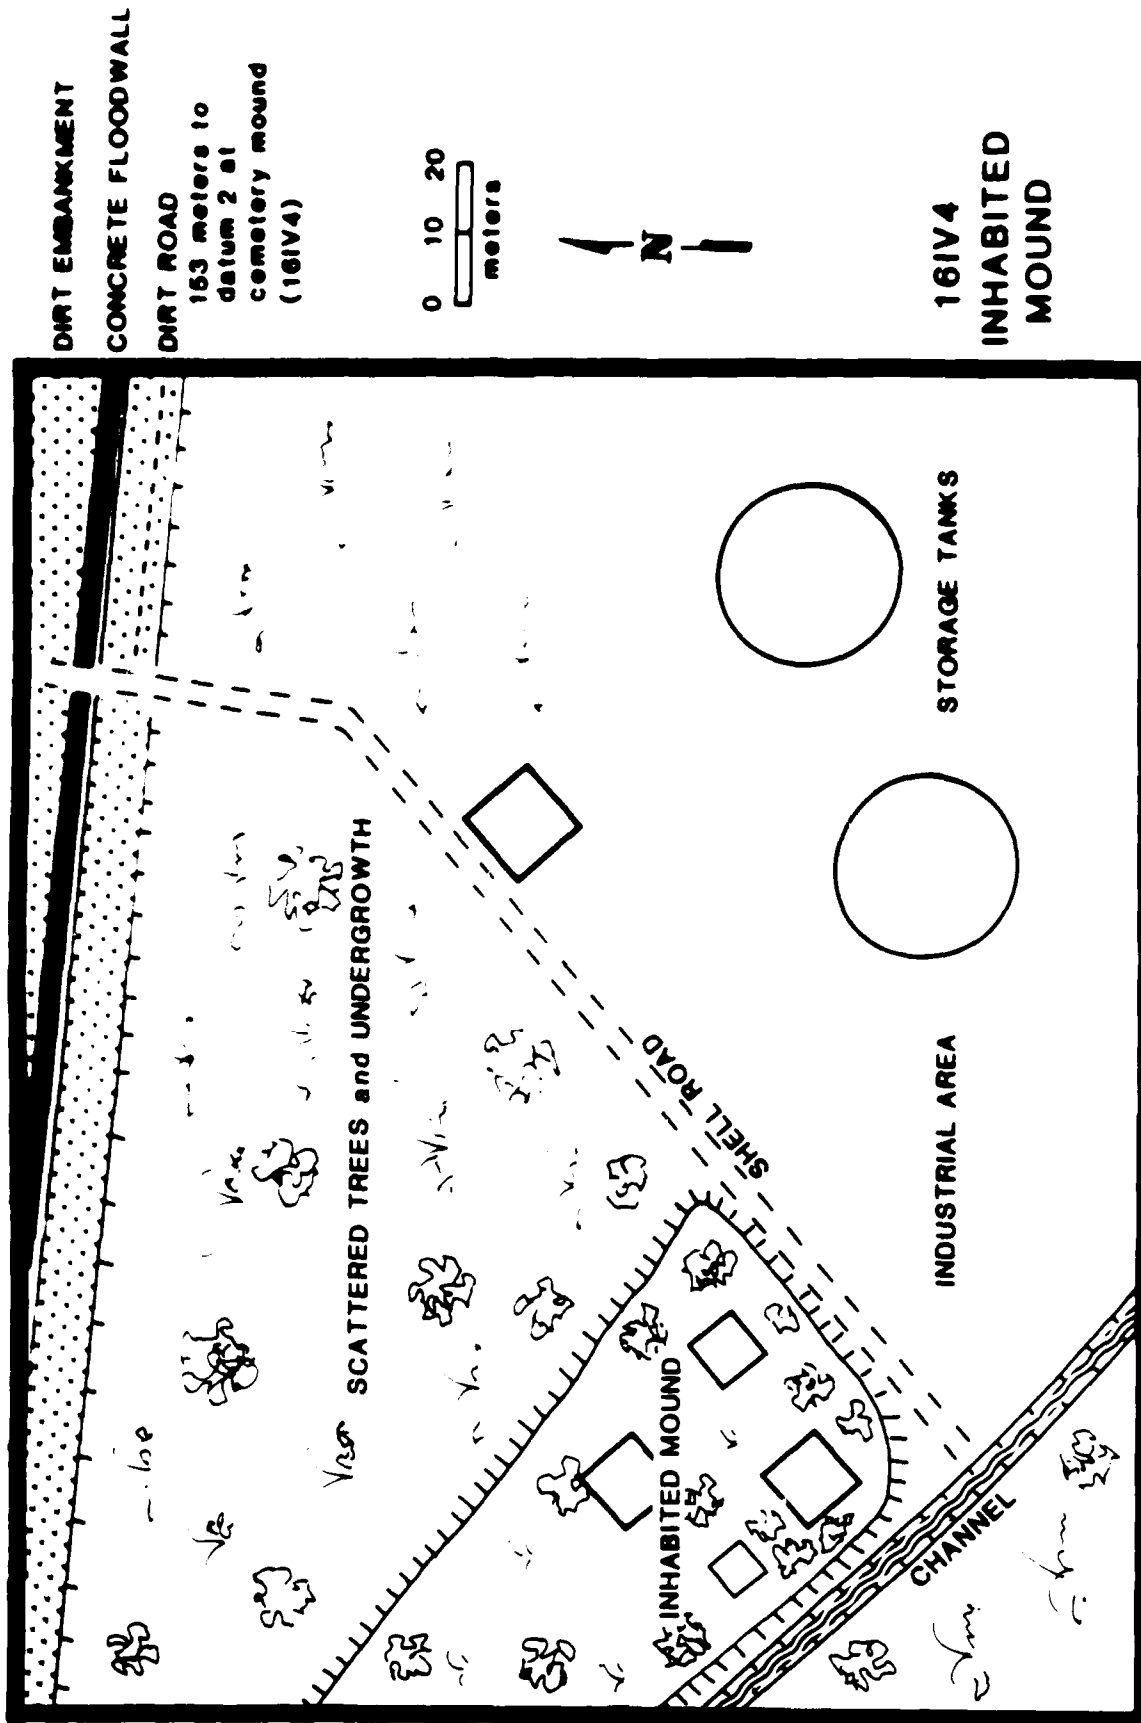 DIRT EMBANKMENT
CONCRETE FLOODWALL
DIRT ROAD
153 meters to
datum 2 at
cemetery mound
(16IV4)
0 10 20
meters
N
16IV4
INHABITED
MOUND
SCATTERED TREES and UNDERGROWTH
SHELL ROAD
INHABITED MOUND
STORAGE TANKS
INDUSTRIAL AREA
CHANNEL